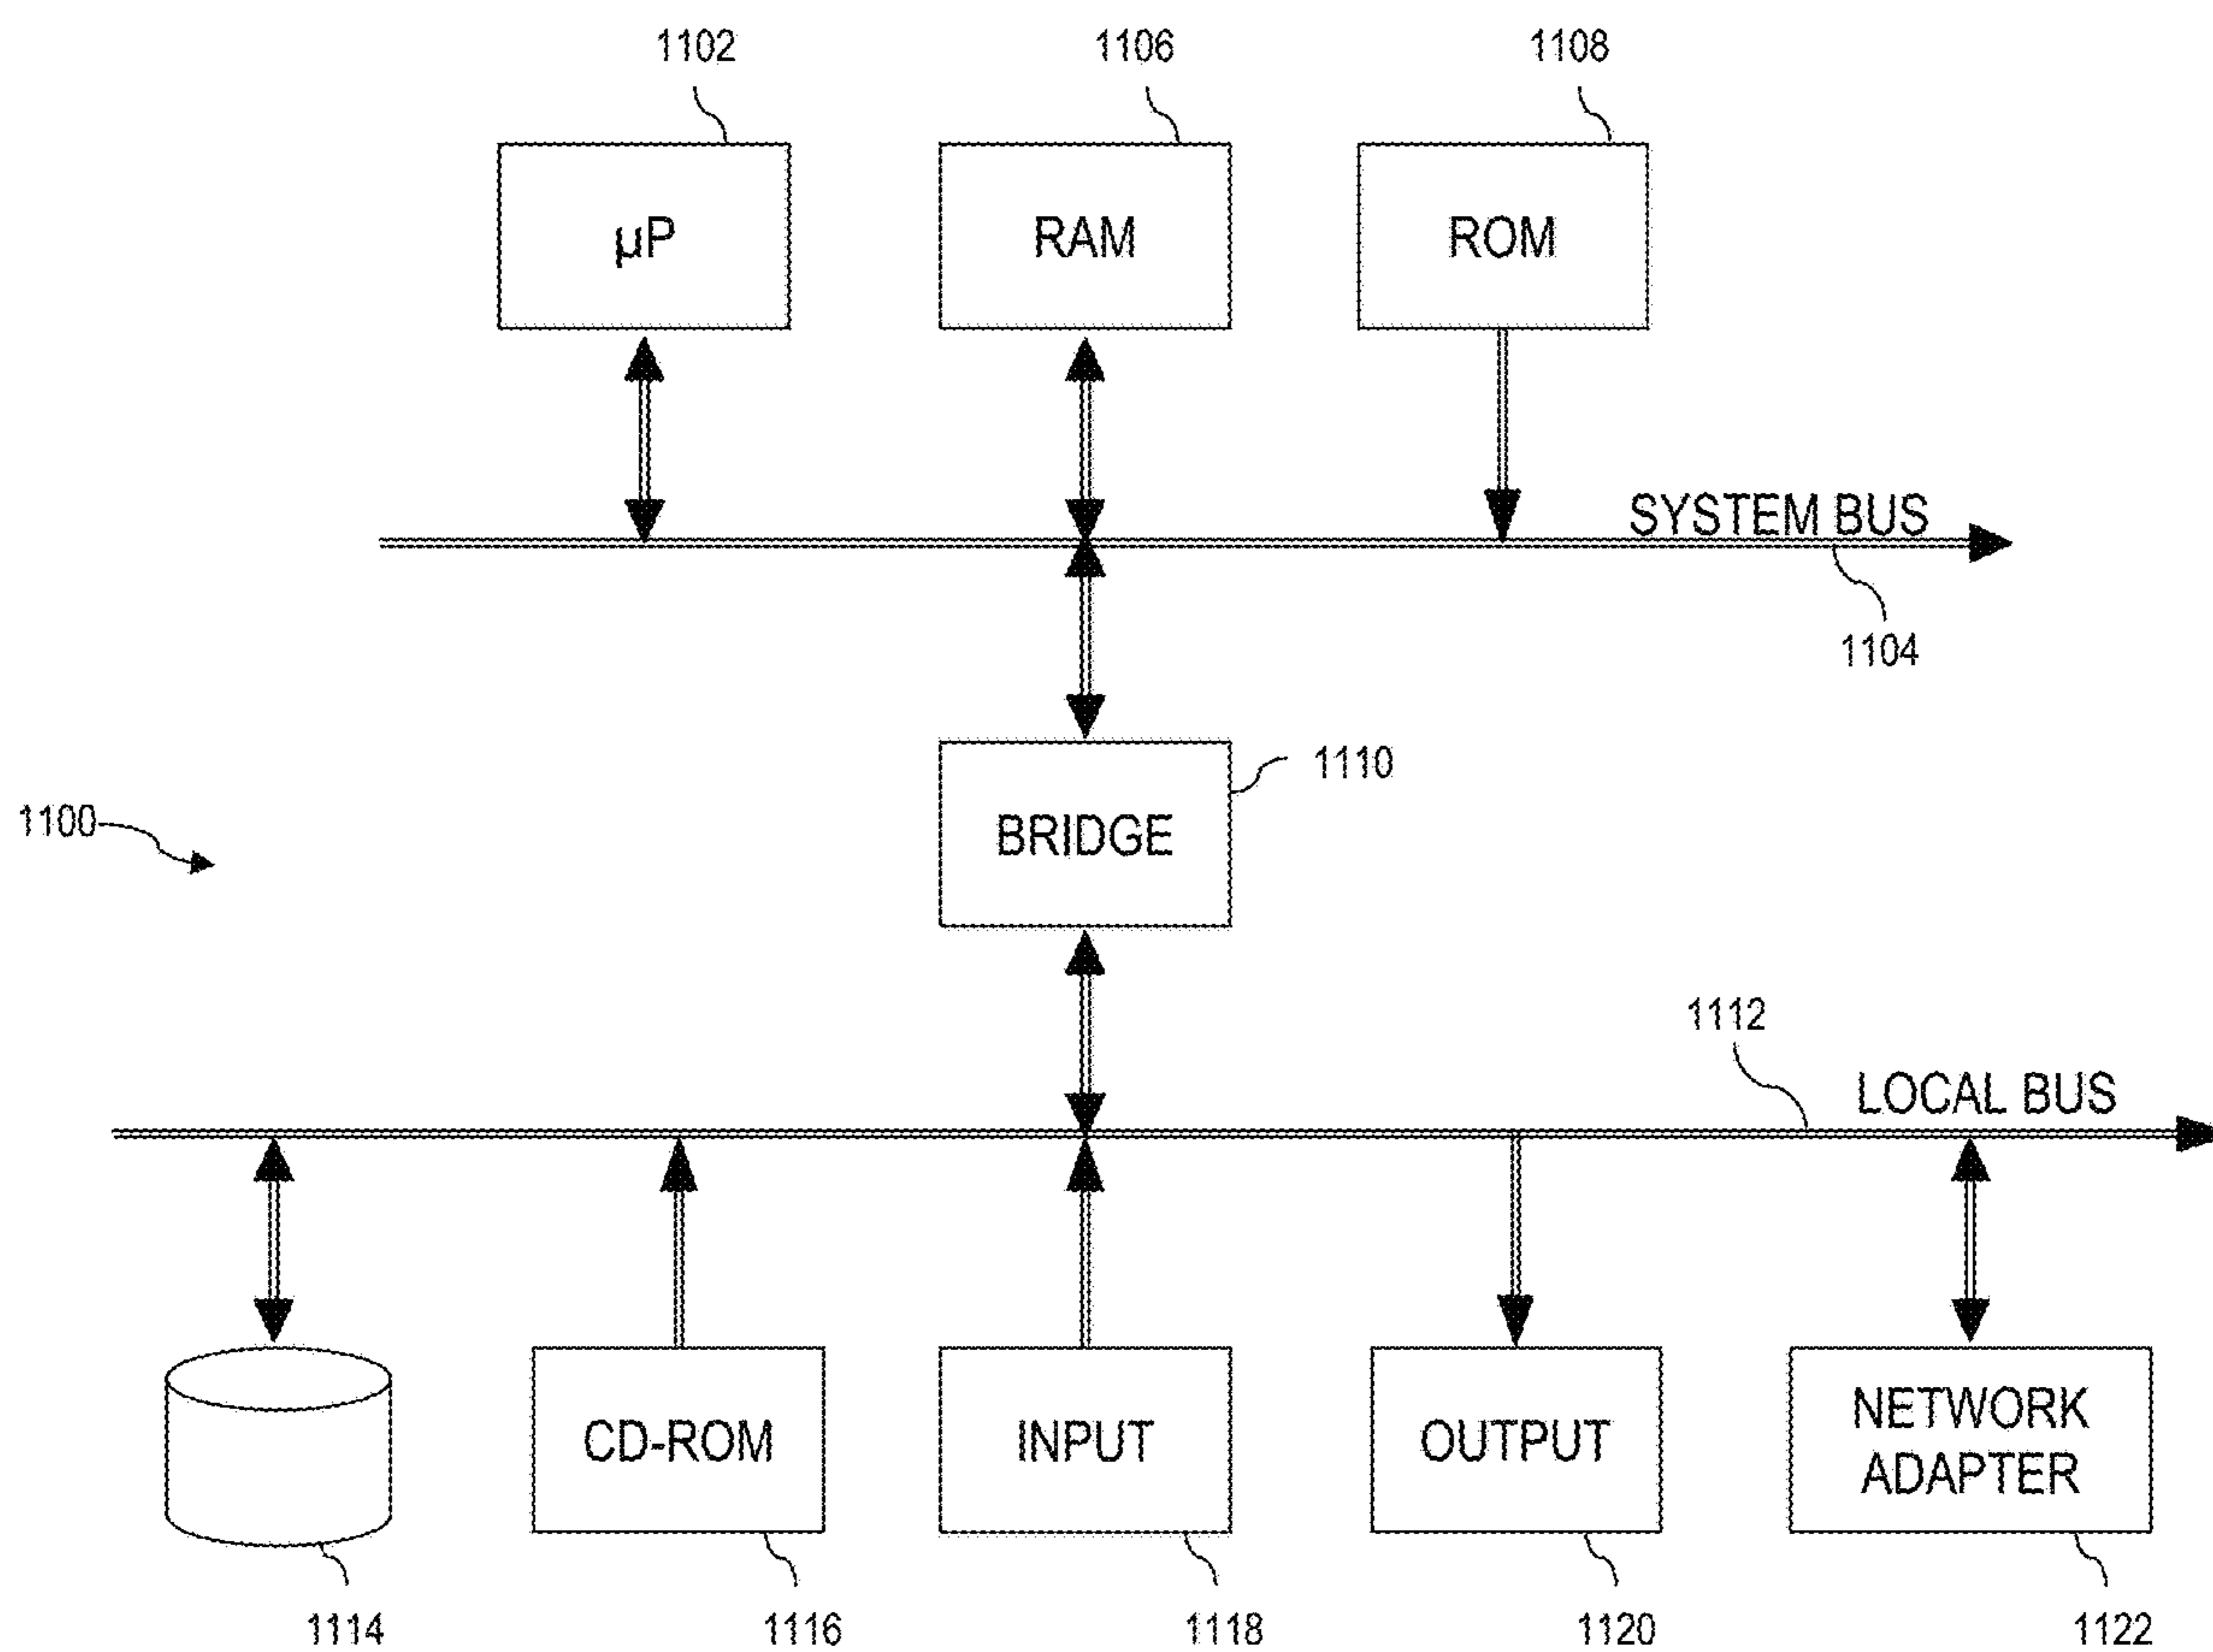 1102
1106
1108
µP
RAM
ROM
SYSTEM BUS
1104
1110
BRIDGE
1100
1112
LOCAL BUS
CD-ROM
INPUT
OUTPUT
NETWORK
ADAPTER
1114
1116
1118
1120
1122